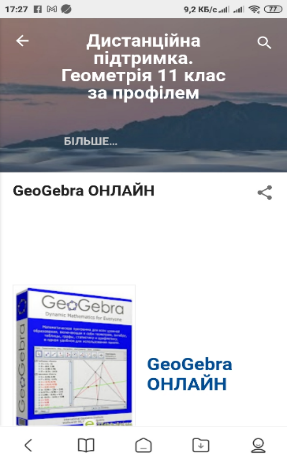 17:27
9,2 КБ/с
77
Дистанційна
підтримка.
Геометрія 11 клас
за профілем
БІЛЬШЕ...
GeoGebra ОНЛАЙН
GeoGebra
Dynamic Mathematics for Everyone
GeoGebra
ОНЛАЙН